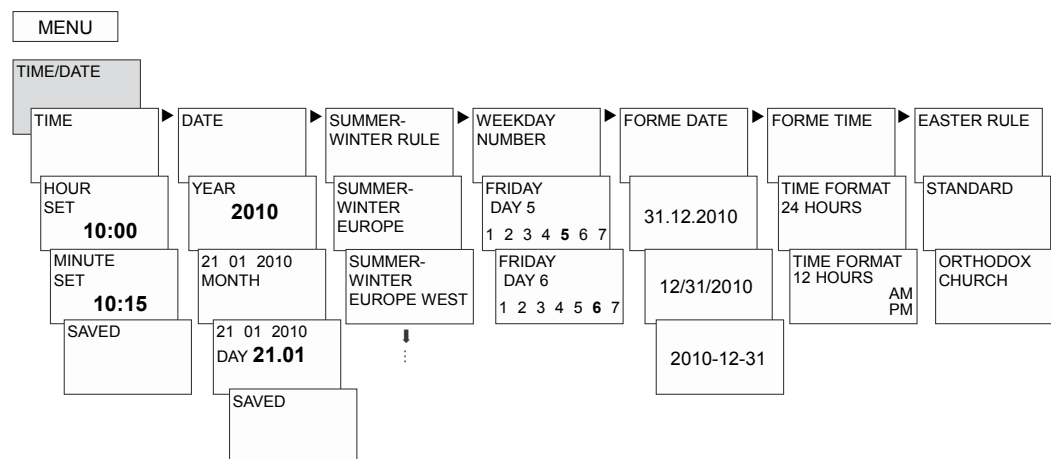 MENU
TIME/DATE
TIME
HOUR
SET
10:00
MINUTE
SET
10:15
SAVED
DATE
YEAR
2010
21 01 2010
MONTH
21 01 2010
DAY 21.01
SAVED
SUMMER-
WINTER RULE
SUMMER-
WINTER
EUROPE
SUMMER-
WINTER
EUROPE WEST
WEEKDAY
NUMBER
FRIDAY
DAY 5
1 2 3 4 5 6 7
FRIDAY
DAY 6
1 2 3 4 5 6 7
FORME DATE
31.12.2010
12/31/2010
2010-12-31
FORME TIME
TIME FORMAT
24 HOURS
TIME FORMAT
12 HOURS
AM
PM
EASTER RULE
STANDARD
ORTHODOX
CHURCH